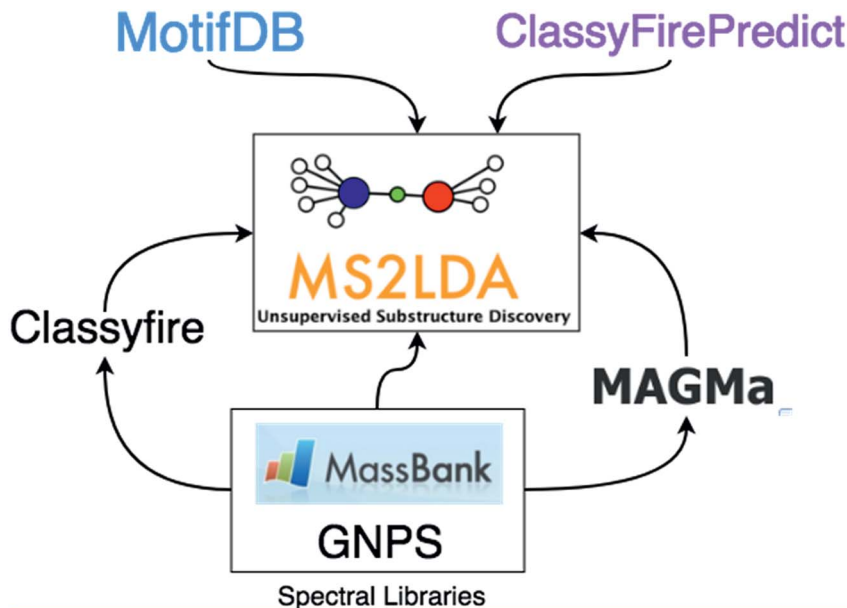 MotifDB
ClassyFirePredict
MS2LDA
Unsupervised Substructure Discovery
Classyfire
MAGMa
MassBank
GNPS
Spectral Libraries